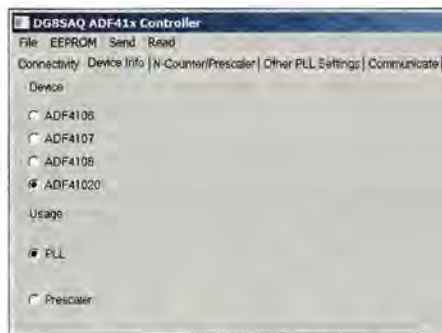 DG8SAQ ADF41x Controller
File EEPROM Send Read
Connectivity Device Info N-Counter/Prescaler Other PLL Settings Communicate
Device
ADF4106
ADF4107
ADF4108
ADF41020
Usage
PLL
Prescaler